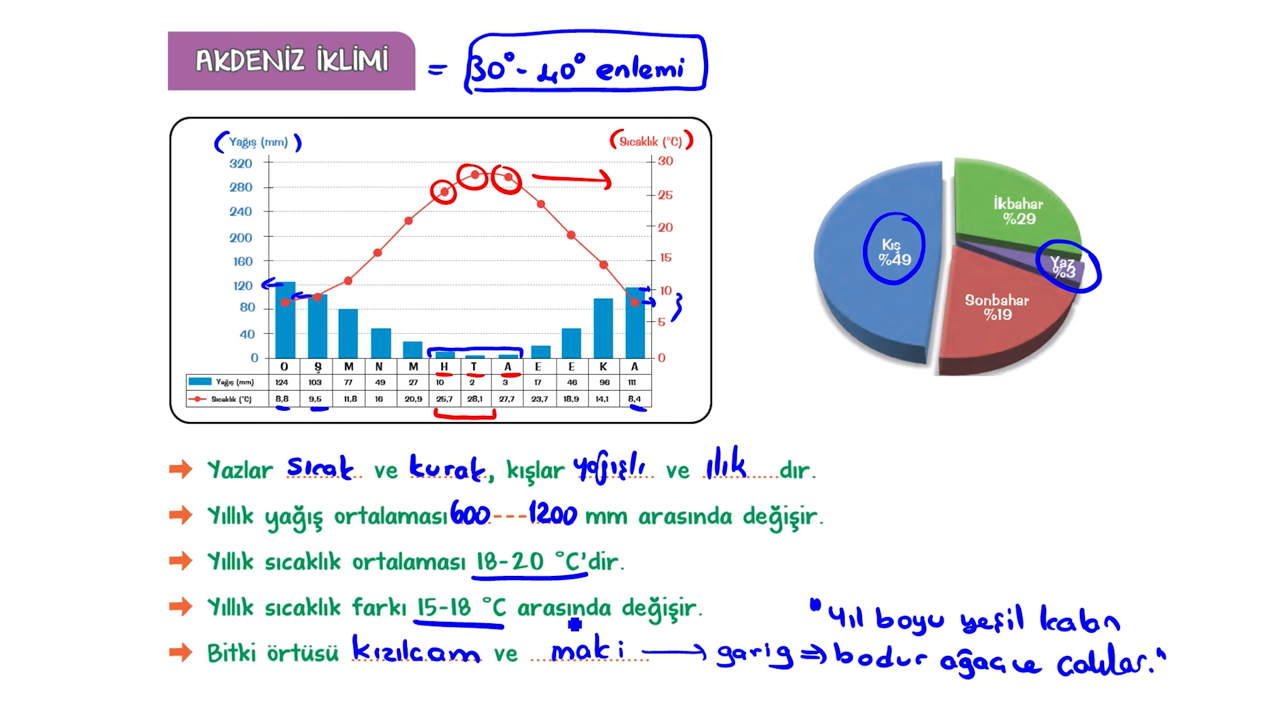 AKDENİZ İKLİMİ = 30° - 40° enlemi
(Yağış (mm)) (Sıcaklık (°C))
320 30
280 25
240
200 20
160 15
120 10
80
40 5
0 0
O Ş M N M H T A E E K A
Yağış (mm) 124 103 77 49 27 10 2 3 17 46 96 111
Sıcaklık (°C) 8,8 9,5 11,8 16 20,9 25,7 28,1 27,7 23,7 18,9 14,1 8,4
İkbahar
%29
Kış
%49
Yaz
%3
Sonbahar
%19
Yazlar sıcak ve kurak, kışlar yağışlı ve ılık dır.
Yıllık yağış ortalaması 600 --- 1200 mm arasında değişir.
Yıllık sıcaklık ortalaması 18-20 °C'dir.
Yıllık sıcaklık farkı 15-18 °C arasında değişir.
"Yıl boyu yeşil kalan
Bitki örtüsü kızılçam ve maki → garig ⇒ bodur ağaç ve çalılar."